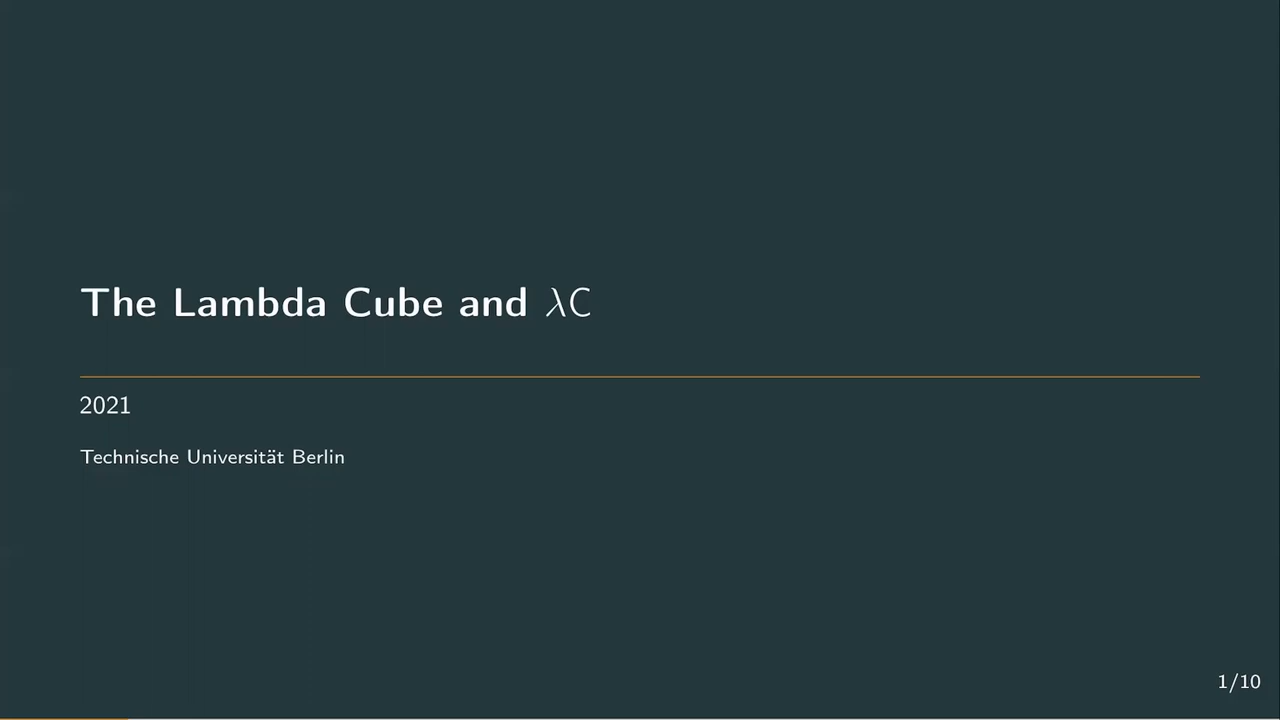 The Lambda Cube and λC
2021
Technische Universität Berlin
1/10